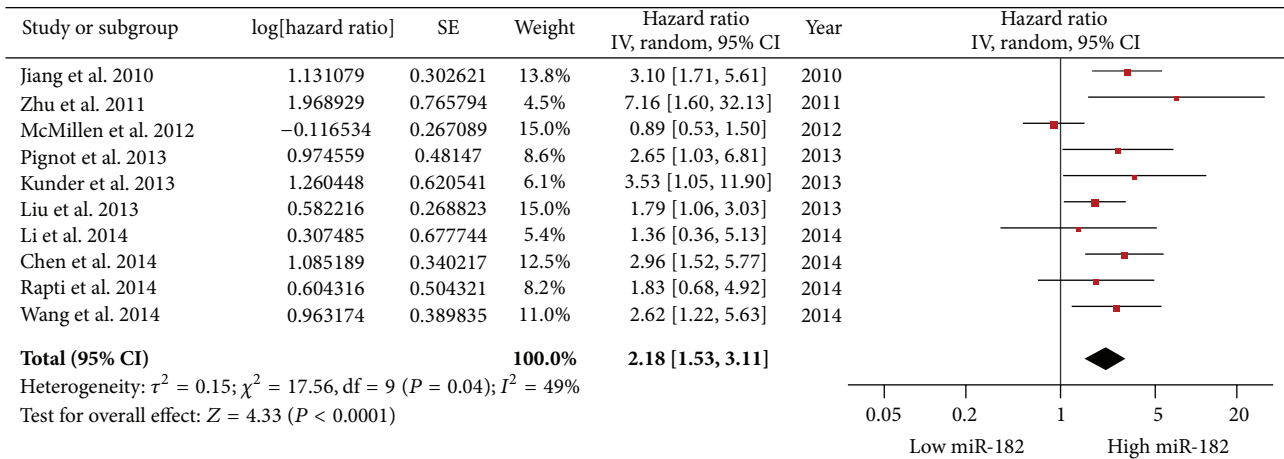 Study or subgroup log[hazard ratio] SE Weight Hazard ratio IV, random, 95% CI Year Hazard ratio IV, random, 95% CI
Jiang et al. 2010 1.131079 0.302621 13.8% 3.10 [1.71, 5.61] 2010
Zhu et al. 2011 1.968929 0.765794 4.5% 7.16 [1.60, 32.13] 2011
McMillen et al. 2012 −0.116534 0.267089 15.0% 0.89 [0.53, 1.50] 2012
Pignot et al. 2013 0.974559 0.48147 8.6% 2.65 [1.03, 6.81] 2013
Kunder et al. 2013 1.260448 0.620541 6.1% 3.53 [1.05, 11.90] 2013
Liu et al. 2013 0.582216 0.268823 15.0% 1.79 [1.06, 3.03] 2013
Li et al. 2014 0.307485 0.677744 5.4% 1.36 [0.36, 5.13] 2014
Chen et al. 2014 1.085189 0.340217 12.5% 2.96 [1.52, 5.77] 2014
Rapti et al. 2014 0.604316 0.504321 8.2% 1.83 [0.68, 4.92] 2014
Wang et al. 2014 0.963174 0.389835 11.0% 2.62 [1.22, 5.63] 2014
Total (95% CI) 100.0% 2.18 [1.53, 3.11]
Heterogeneity: τ² = 0.15; χ² = 17.56, df = 9 (P = 0.04); I² = 49%
Test for overall effect: Z = 4.33 (P < 0.0001)
0.05 0.2 1 5 20
Low miR-182 High miR-182